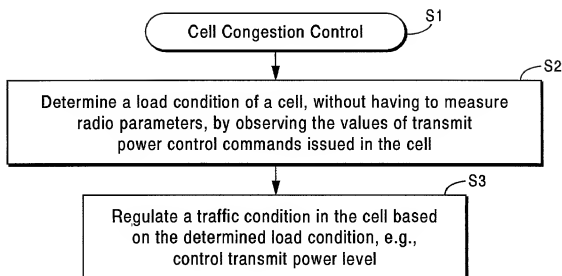 S1
Cell Congestion Control
S2
Determine a load condition of a cell, without having to measure
radio parameters, by observing the values of transmit
power control commands issued in the cell
S3
Regulate a traffic condition in the cell based
on the determined load condition, e.g.,
control transmit power level